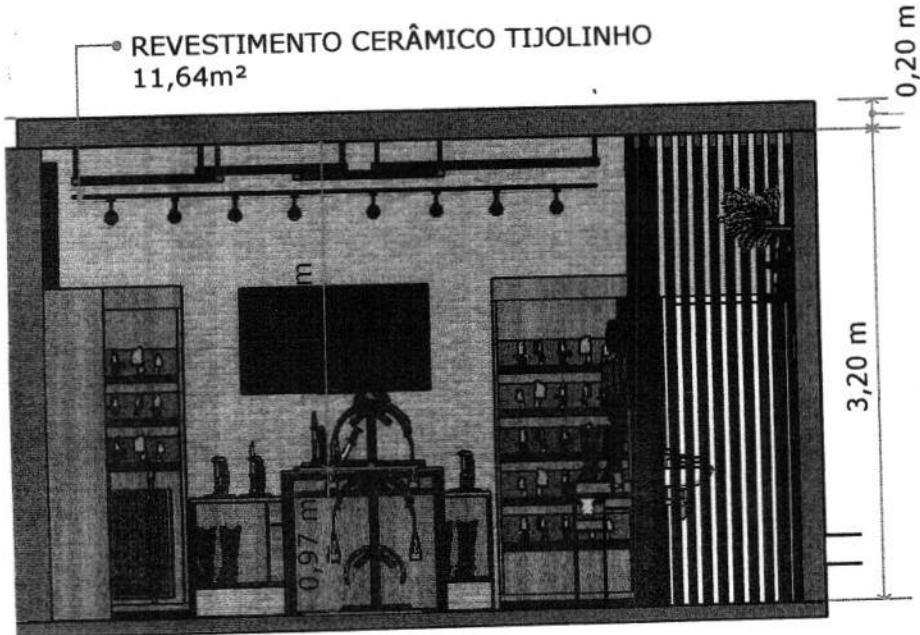 REVESTIMENTO CERÂMICO TIJOLINHO
11,64m²
0,20 m
3,20 m
m
0,97 m